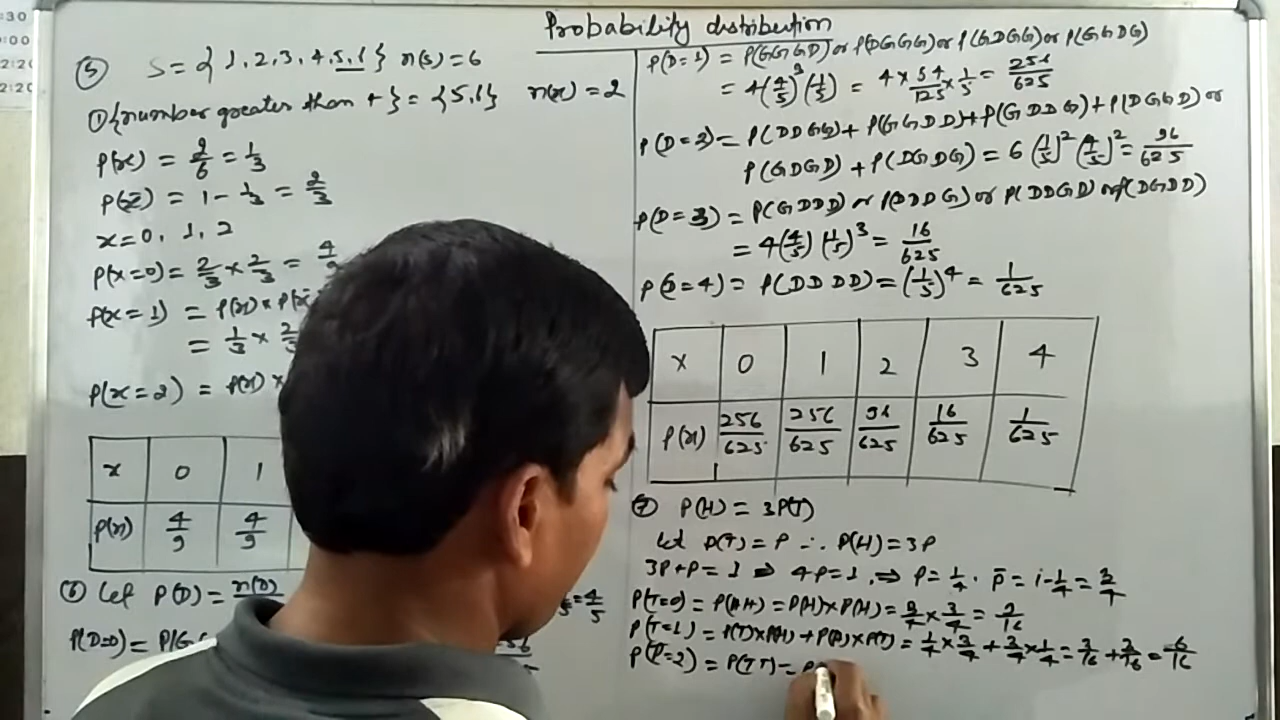 Probability distribution
⑤ S = { 1, 2, 3, 4, 5, 6 } n(s) = 6
① {number greater than 4 } = {5, 6} n(x) = 2
P(x) = 2/6 = 1/3
P(x̄) = 1 - 1/3 = 2/3
x = 0, 1, 2
P(x=0) = 2/3 × 2/3 = 4/9
P(x=1) = P(x) × P(x̄
= 1/3 × 2/3
P(x=2) = P(x) ×
x 0 1
P(x) 4/9 4/9
⑥ Let P(D) = n(D) = 4/5
P(D=0) = P(G G 256
P(D=1) = P(GGGD) or P(DGGG) or P(GDGG) or P(GGDG)
= 4(4/5)³(1/5) = 4 × 64/125 × 1/5 = 256/625
P(D=2) = P(DDGG) + P(GGDD) + P(GDDG) + P(DGGD) or
P(GDGD) + P(DGDG) = 6(1/5)²(4/5)² = 96/625
P(D=3) = P(GDDD) or P(DDDG) or P(DDGD) or P(DGDD)
= 4(4/5)(1/5)³ = 16/625
P(D=4) = P(DDDD) = (1/5)⁴ = 1/625
x 0 1 2 3 4
P(x) 256/625 256/625 96/625 16/625 1/625
⑦ P(H) = 3P(T)
Let P(T) = P ∴ P(H) = 3P
3P+P = 1 ⇒ 4P = 1 ⇒ P = 1/4. p̄ = 1 - 1/4 = 3/4
P(T=0) = P(HH) = P(H) × P(H) = 3/4 × 3/4 = 9/16
P(T=1) = P(T) × P(H) + P(H) × P(T) = 1/4 × 3/4 + 3/4 × 1/4 = 3/16 + 3/16 = 6/16
P(T=2) = P(TT) = P